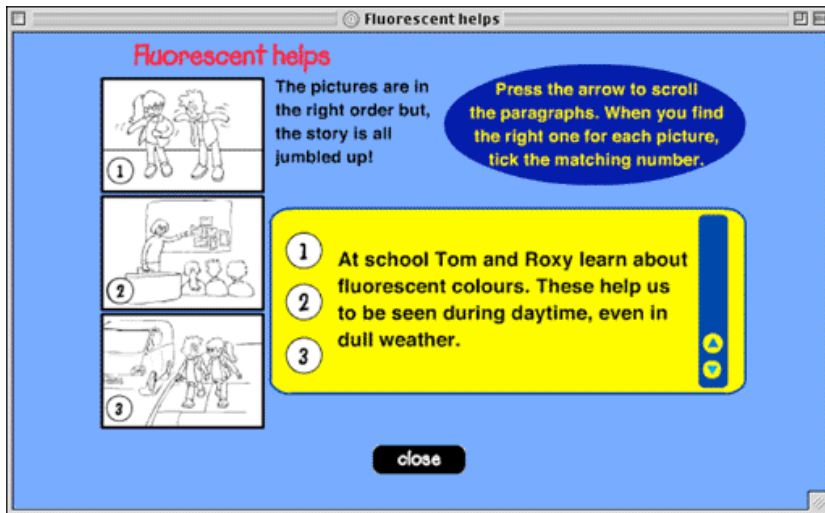 Fluorescent helps
Fluorescent helps
The pictures are in
the right order but,
the story is all
jumbled up!
Press the arrow to scroll
the paragraphs. When you find
the right one for each picture,
tick the matching number.
1
2
3
1
2
3
At school Tom and Roxy learn about
fluorescent colours. These help us
to be seen during daytime, even in
dull weather.
close